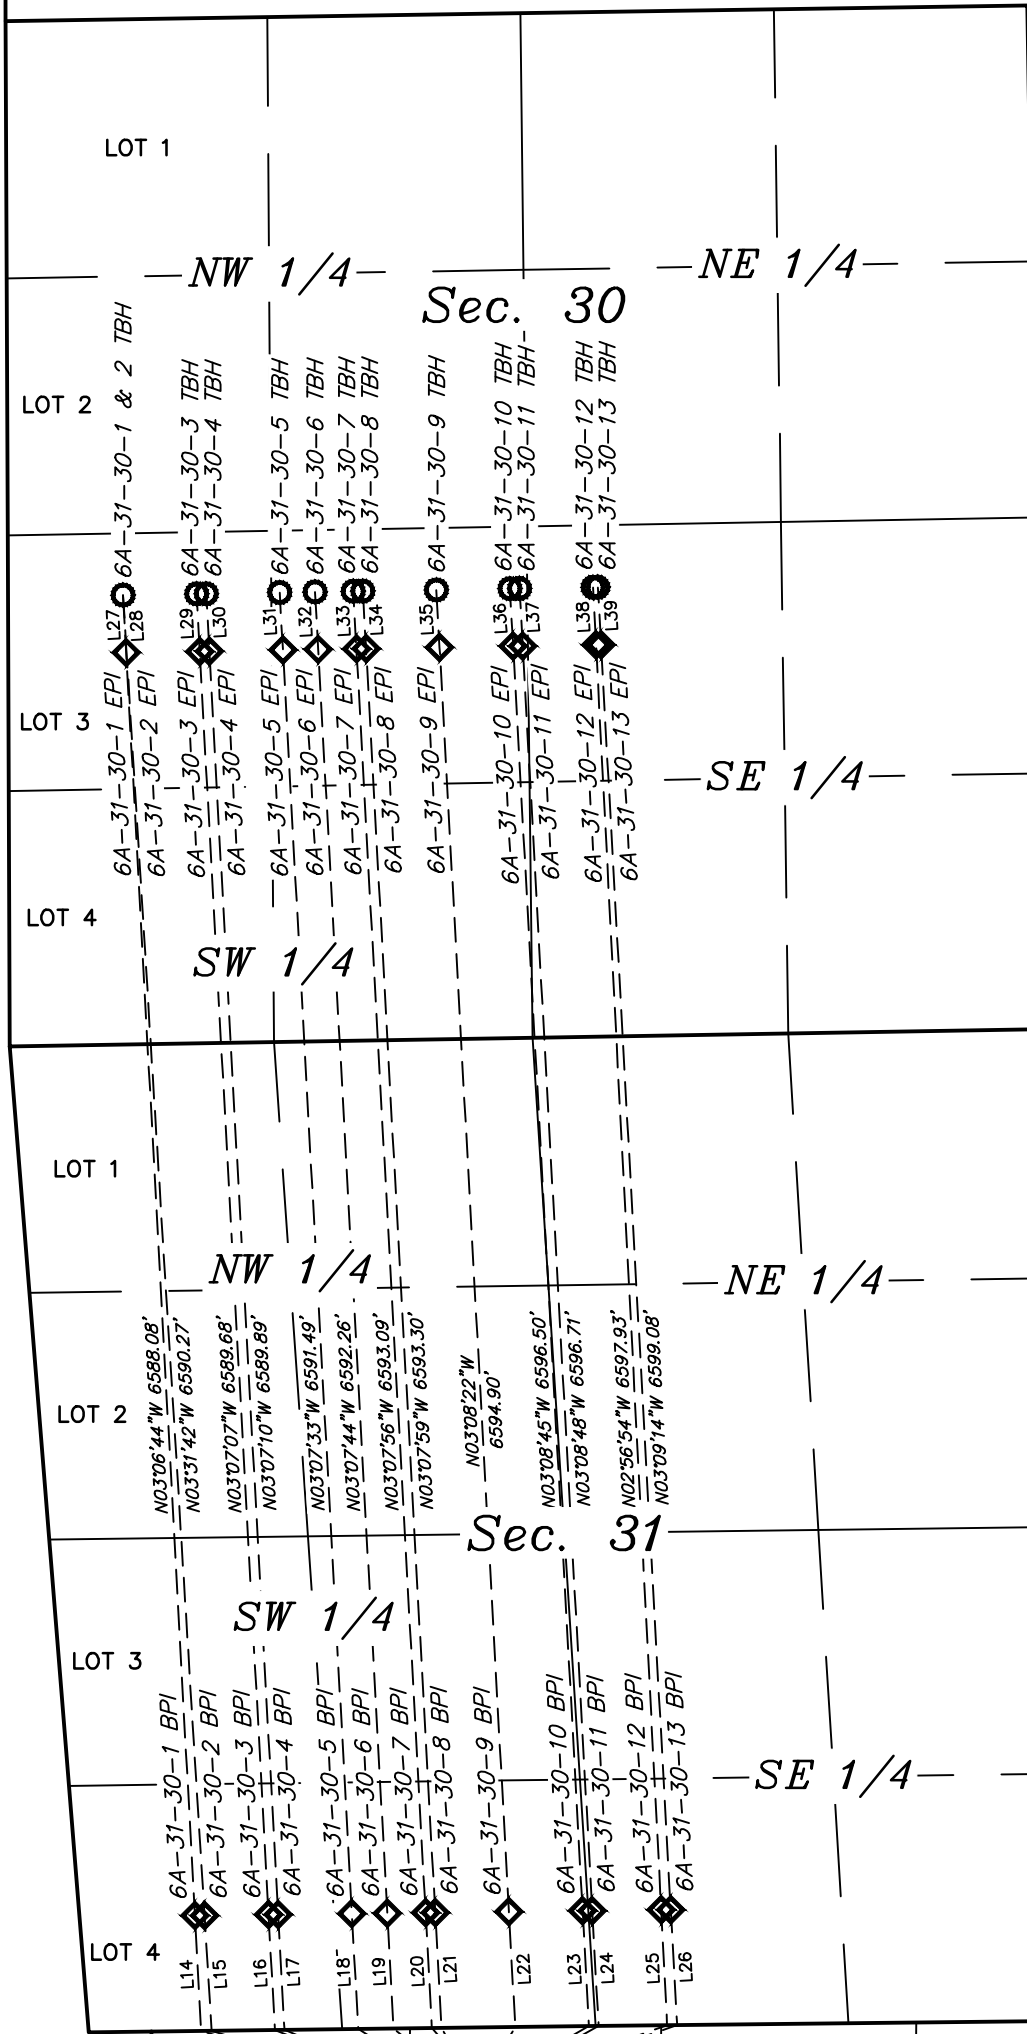 LOT 1
NW 1/4
NE 1/4
Sec. 30
LOT 2
6A-31-30-1 & 2 TBH
6A-31-30-3 TBH
6A-31-30-4 TBH
6A-31-30-5 TBH
6A-31-30-6 TBH
6A-31-30-7 TBH
6A-31-30-8 TBH
6A-31-30-9 TBH
6A-31-30-10 TBH
6A-31-30-11 TBH
6A-31-30-12 TBH
6A-31-30-13 TBH
L27
L28
L29
L30
L31
L32
L33
L34
L35
L36
L37
L38
L39
LOT 3
6A-31-30-1 EPI
6A-31-30-2 EPI
6A-31-30-3 EPI
6A-31-30-4 EPI
6A-31-30-5 EPI
6A-31-30-6 EPI
6A-31-30-7 EPI
6A-31-30-8 EPI
6A-31-30-9 EPI
6A-31-30-10 EPI
6A-31-30-11 EPI
6A-31-30-12 EPI
6A-31-30-13 EPI
SE 1/4
LOT 4
SW 1/4
LOT 1
NW 1/4
NE 1/4
LOT 2
N03°06'44"W 6588.08'
N03°31'42"W 6590.27'
N03°07'07"W 6589.68'
N03°07'10"W 6589.89'
N03°07'33"W 6591.49'
N03°07'44"W 6592.26'
N03°07'56"W 6593.09'
N03°07'59"W 6593.30'
N03°08'22"W
6594.90'
N03°08'45"W 6596.50'
N03°08'48"W 6596.71'
N02°56'54"W 6597.93'
N03°09'14"W 6599.08'
Sec. 31
SW 1/4
LOT 3
6A-31-30-1 BPI
6A-31-30-2 BPI
6A-31-30-3 BPI
6A-31-30-4 BPI
6A-31-30-5 BPI
6A-31-30-6 BPI
6A-31-30-7 BPI
6A-31-30-8 BPI
6A-31-30-9 BPI
6A-31-30-10 BPI
6A-31-30-11 BPI
6A-31-30-12 BPI
6A-31-30-13 BPI
SE 1/4
LOT 4
L14
L15
L16
L17
L18
L19
L20
L21
L22
L23
L24
L25
L26